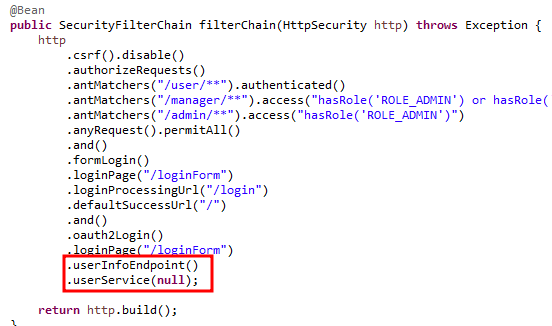 @Bean
public SecurityFilterChain filterChain(HttpSecurity http) throws Exception {
http
.csrf().disable()
.authorizeRequests()
.antMatchers("/user/**").authenticated()
.antMatchers("/manager/**").access("hasRole('ROLE_ADMIN') or hasRole(
.antMatchers("/admin/**").access("hasRole('ROLE_ADMIN')")
.anyRequest().permitAll()
.and()
.formLogin()
.loginPage("/loginForm")
.loginProcessingUrl("/login")
.defaultSuccessUrl("/")
.and()
.oauth2Login()
.loginPage("/loginForm")
.userInfoEndpoint()
.userService(null);
return http.build();
}